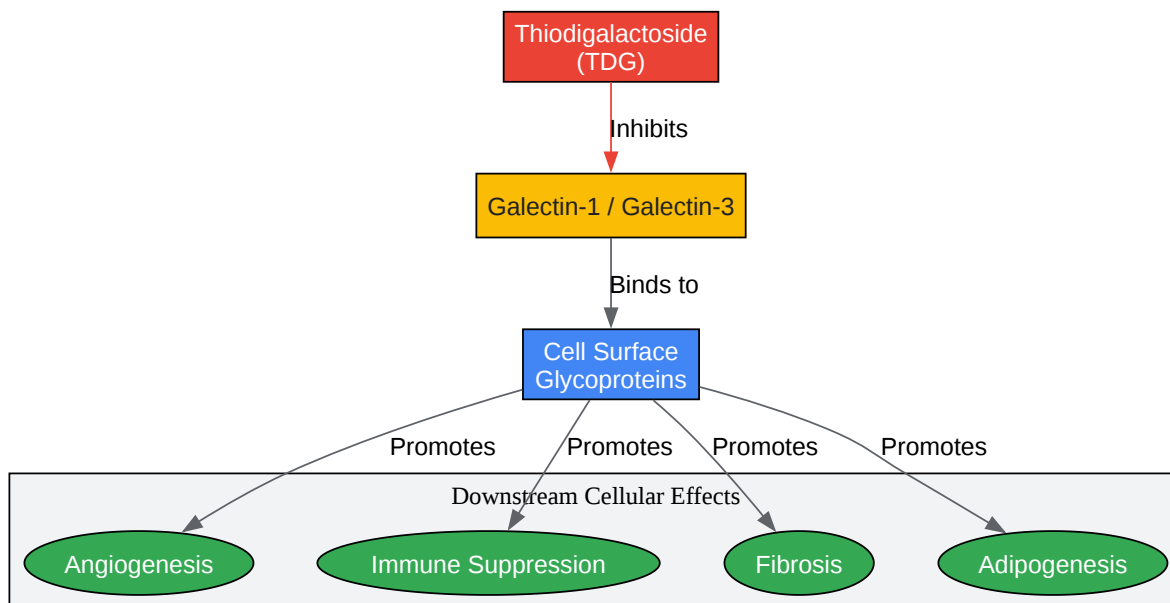 Thiodigalactoside
(TDG)
Inhibits
Galectin-1 / Galectin-3
Binds to
Cell Surface
Glycoproteins
Promotes
Promotes
Promotes
Promotes
Downstream Cellular Effects
Angiogenesis
Immune Suppression
Fibrosis
Adipogenesis